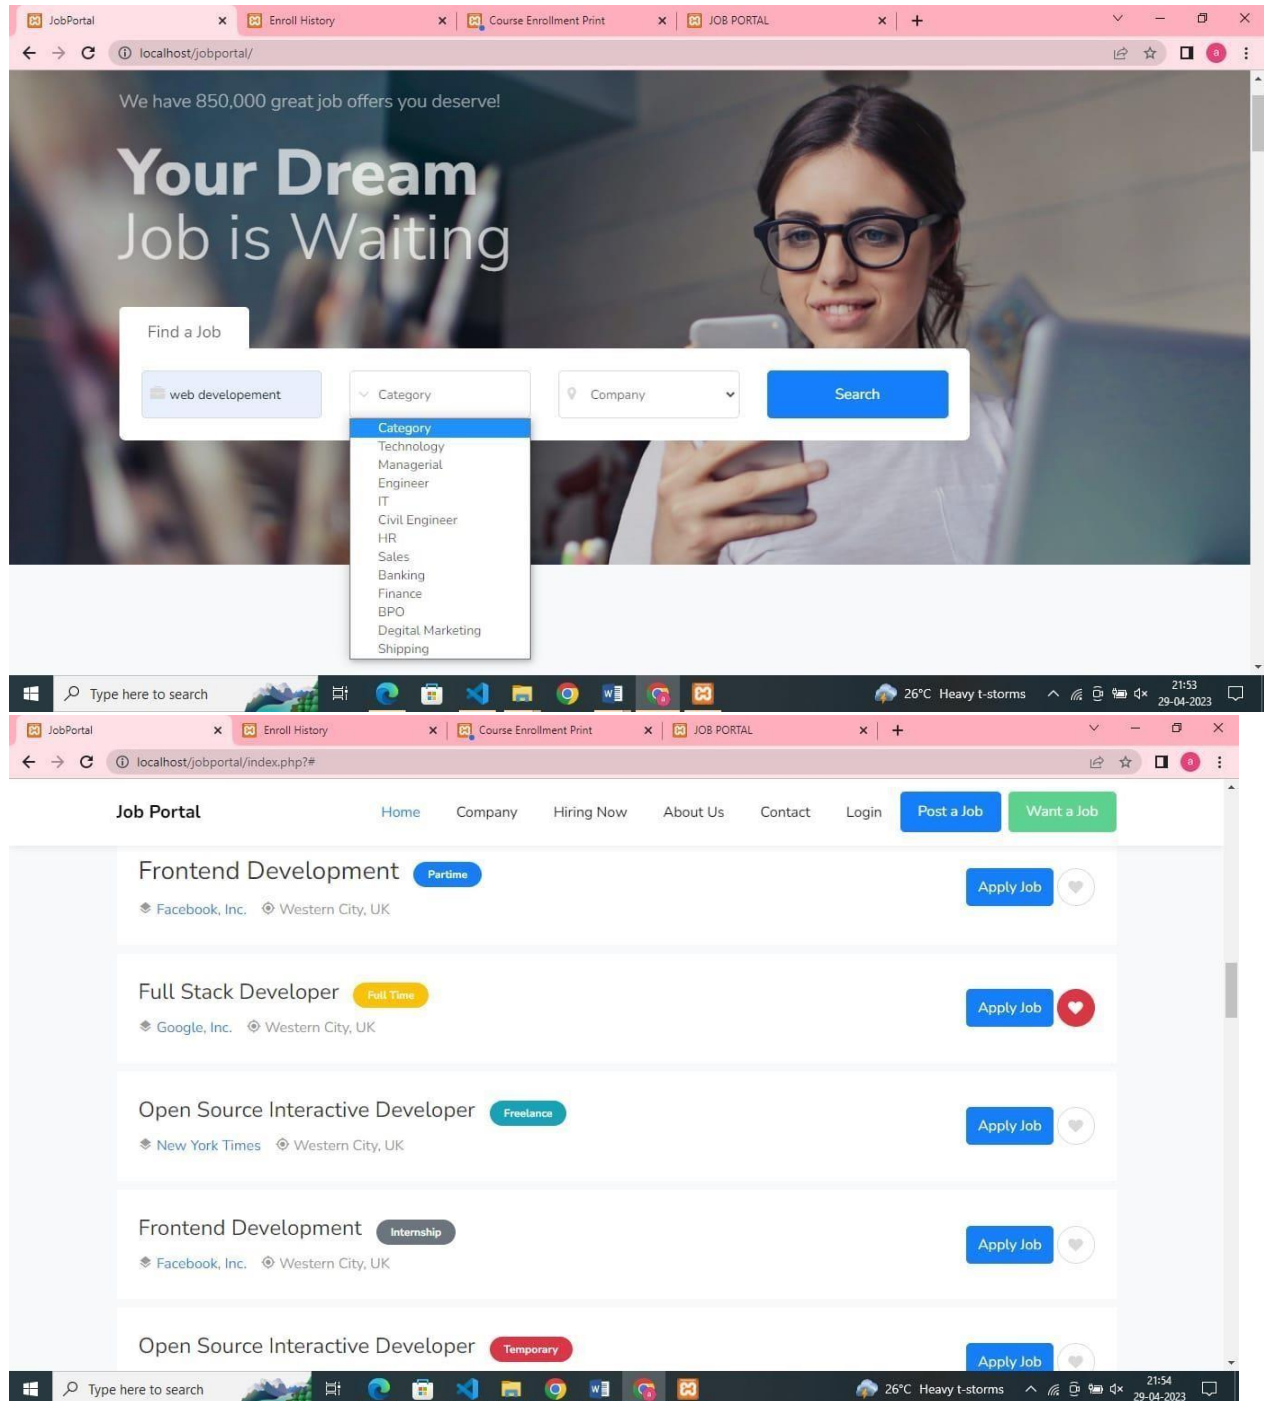 JobPortal
Enroll History
Course Enrollment Print
JOB PORTAL
localhost/jobportal/
a
We have 850,000 great job offers you deserve!
Your Dream
Job is Waiting
Find a Job
web developement
Category
Company
Search
Category
Technology
Managerial
Engineer
IT
Civil Engineer
HR
Sales
Banking
Finance
BPO
Degital Marketing
Shipping
Type here to search
26°C Heavy t-storms
21:53
29-04-2023
JobPortal
Enroll History
Course Enrollment Print
JOB PORTAL
localhost/jobportal/index.php?#
a
Job Portal
Home
Company
Hiring Now
About Us
Contact
Login
Post a Job
Want a Job
Frontend Development
Partime
Apply Job
Facebook, Inc.
Western City, UK
Full Stack Developer
Full Time
Apply Job
Google, Inc.
Western City, UK
Open Source Interactive Developer
Freelance
Apply Job
New York Times
Western City, UK
Frontend Development
Internship
Apply Job
Facebook, Inc.
Western City, UK
Open Source Interactive Developer
Temporary
Apply Job
Type here to search
26°C Heavy t-storms
21:54
29-04-2023